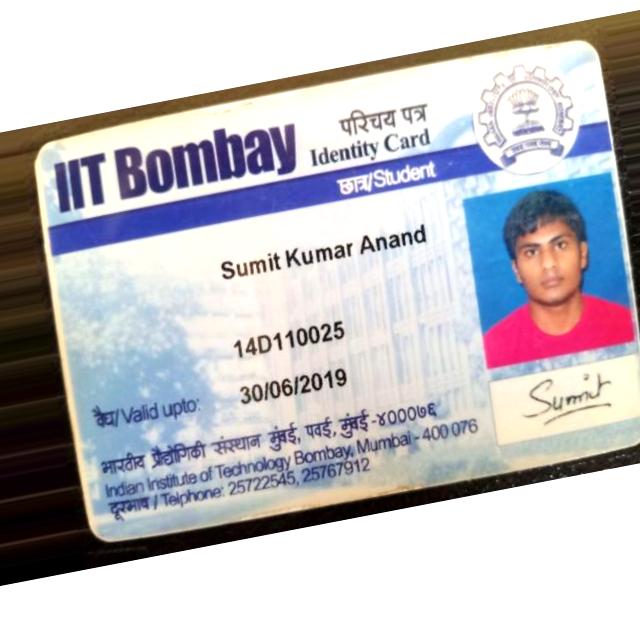 IIT Bombay
परिचय पत्र
Identity Card
छात्र/Student
Sumit Kumar Anand
14D110025
वैध/Valid upto: 30/06/2019
भारतीय प्रौद्योगिकी संस्थान मुंबई, पवई, मुंबई -४०००७६
Indian Institute of Technology Bombay, Mumbai - 400 076
दूरभाष / Telphone: 25722545, 25767912
Sumit